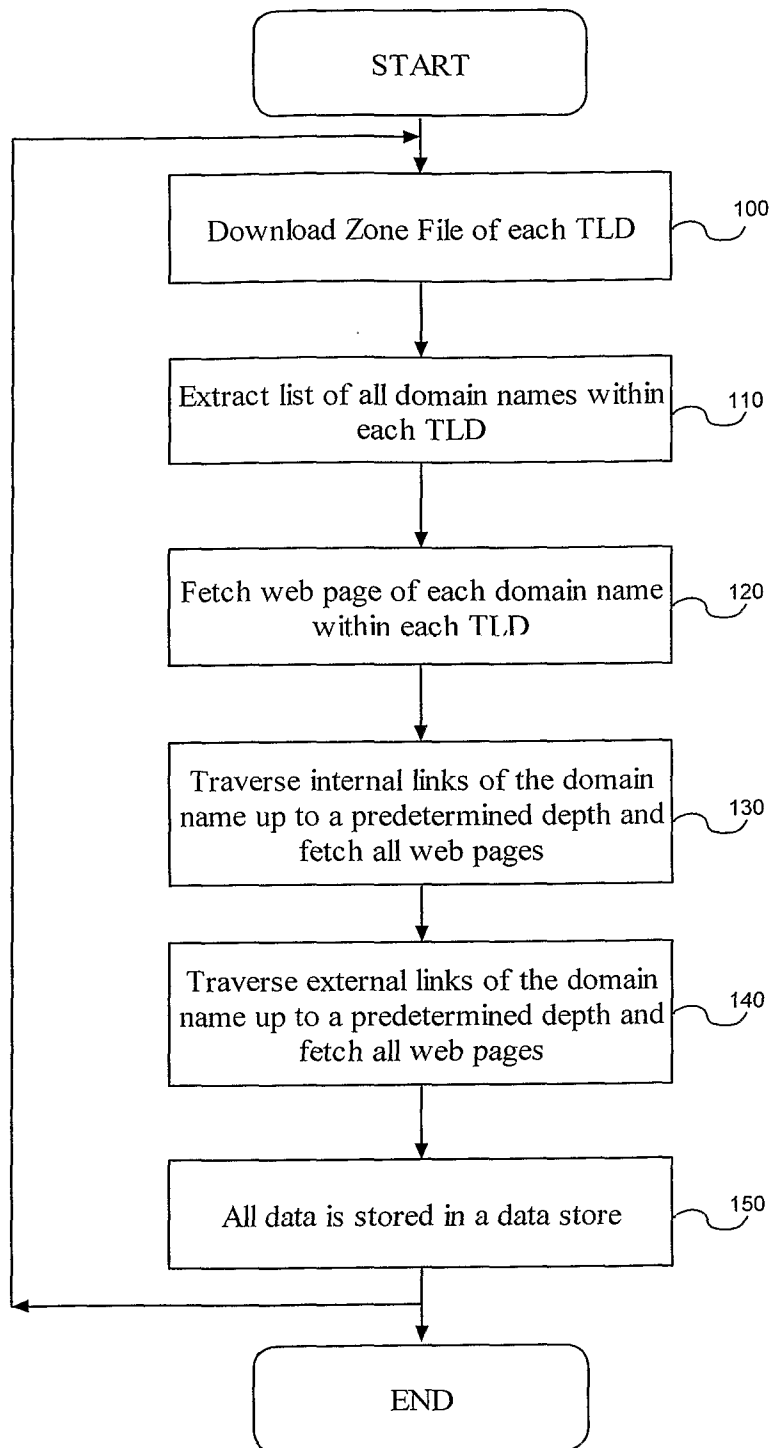 START
Download Zone File of each TLD
100
Extract list of all domain names within
each TLD
110
Fetch web page of each domain name
within each TLD
120
Traverse internal links of the domain
name up to a predetermined depth and
fetch all web pages
130
Traverse external links of the domain
name up to a predetermined depth and
fetch all web pages
140
All data is stored in a data store
150
END